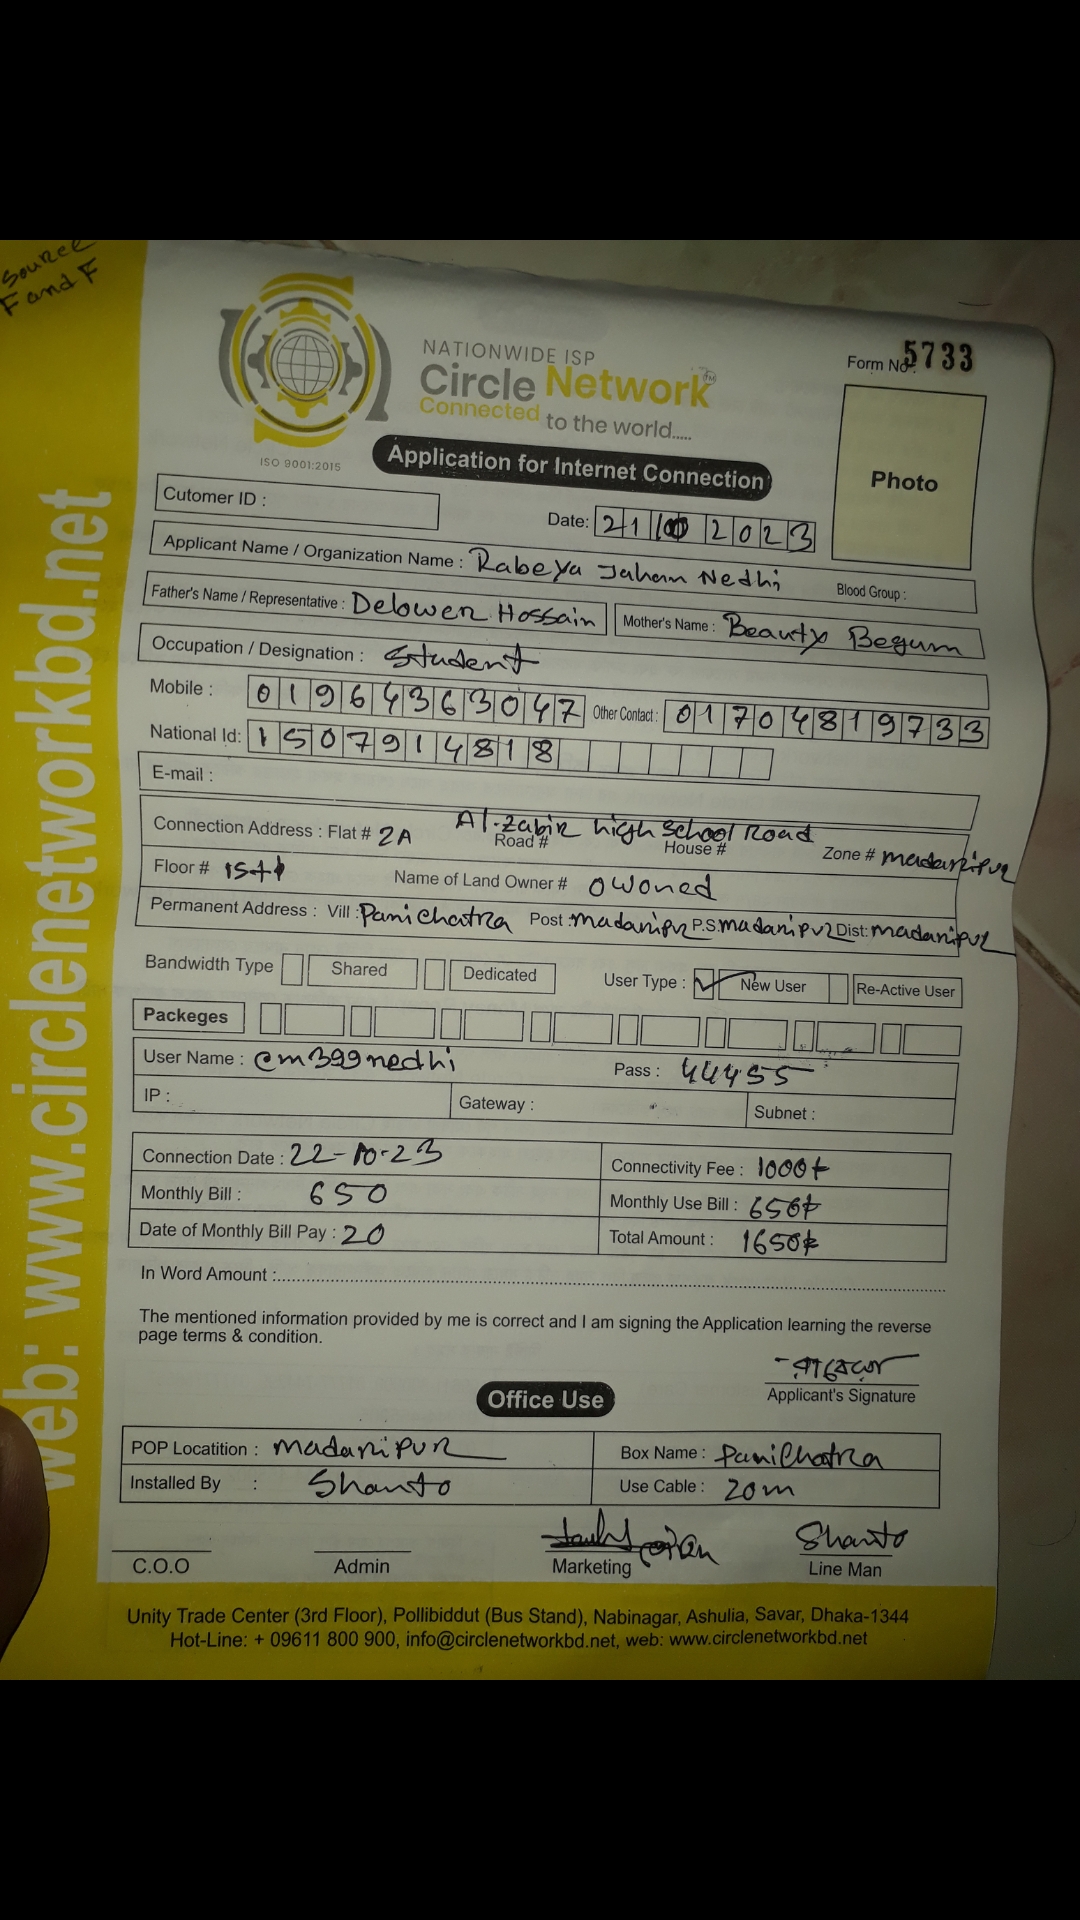 Source
F and F
NATIONWIDE ISP
Circle Network TM
Connected to the world.....
ISO 9001:2015
Form No. 5733
Photo
Application for Internet Connection
Cutomer ID :
Date: 21 10 2023
Applicant Name / Organization Name : Rabeya Jahan Nedhi Blood Group :
Father's Name / Representative : Delower Hossain Mother's Name : Beauty Begum
Occupation / Designation : Student
Mobile : 01964363047 Other Contact : 01704819733
National Id: 1507914818
E-mail :
Connection Address : Flat # 2A Road # Al-Zabir high School Road House # Zone # madaripur
Floor # 1st Name of Land Owner # owoned
Permanent Address : Vill : Panichatra Post : madaripur P.S. madaripur Dist: madaripur
Bandwidth Type Shared Dedicated User Type : ✓ New User Re-Active User
Packeges
User Name : cm399nedhi Pass : 44455
IP : Gateway : Subnet :
Connection Date : 22-10-23 Connectivity Fee : 1000৳
Monthly Bill : 650 Monthly Use Bill : 650৳
Date of Monthly Bill Pay : 20 Total Amount : 1650৳
In Word Amount :
The mentioned information provided by me is correct and I am signing the Application learning the reverse
page terms & condition.
Applicant's Signature
Office Use
POP Locatition : madaripur Box Name : Panichatra
Installed By : Shanto Use Cable : 20m
Shanto
C.O.O Admin Marketing Line Man
Unity Trade Center (3rd Floor), Pollibiddut (Bus Stand), Nabinagar, Ashulia, Savar, Dhaka-1344
Hot-Line: + 09611 800 900, info@circlenetworkbd.net, web: www.circlenetworkbd.net
web: www.circlenetworkbd.net